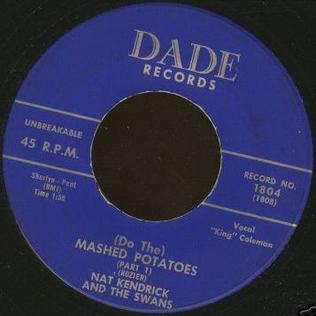 DADE
RECORDS
UNBREAKABLE
45 R.P.M.
Sherlyn - Pent
(BMI)
Time 1:55
RECORD NO.
1804
(1808)
Vocal
"King" Coleman
(Do The)
MASHED POTATOES
(PART 1)
(ROZIER)
NAT KENDRICK
AND THE SWANS